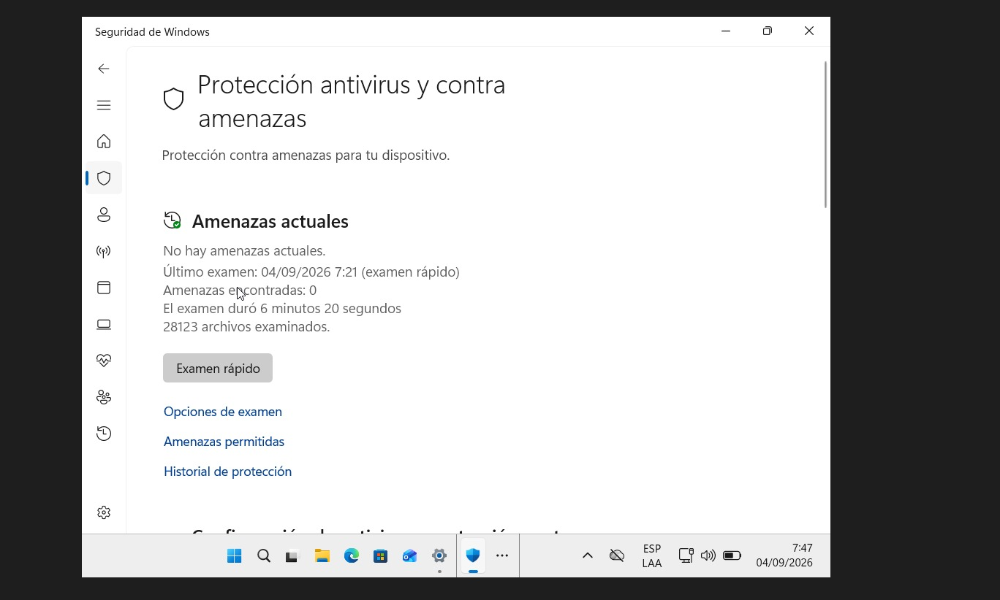 Seguridad de Windows
Protección antivirus y contra
amenazas
Protección contra amenazas para tu dispositivo.
Amenazas actuales
No hay amenazas actuales.
Último examen: 04/09/2026 7:21 (examen rápido)
Amenazas encontradas: 0
El examen duró 6 minutos 20 segundos
28123 archivos examinados.
Examen rápido
Opciones de examen
Amenazas permitidas
Historial de protección
ESP
LAA
7:47
04/09/2026